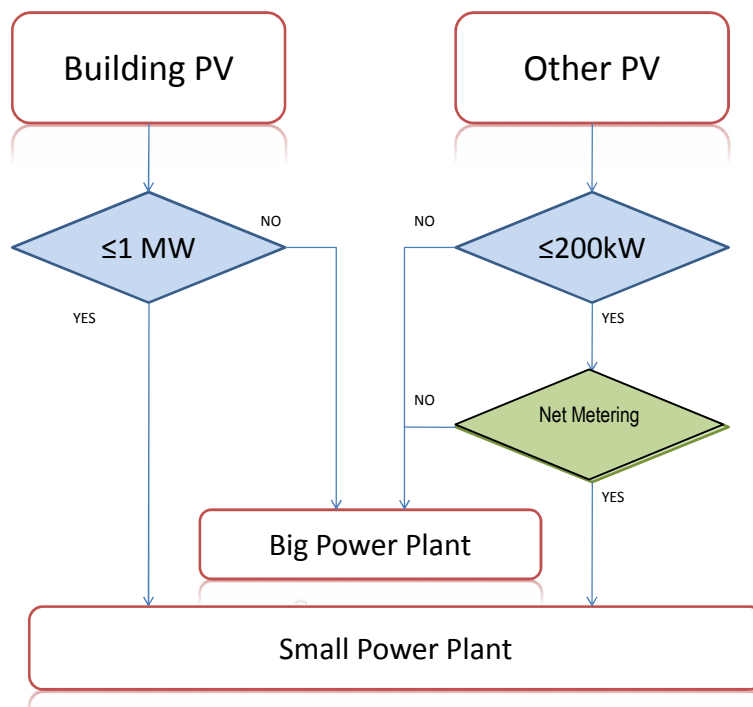 Building PV
Other PV
≤1 MW
NO
NO
≤200kW
YES
YES
NO
Net Metering
YES
Big Power Plant
Small Power Plant